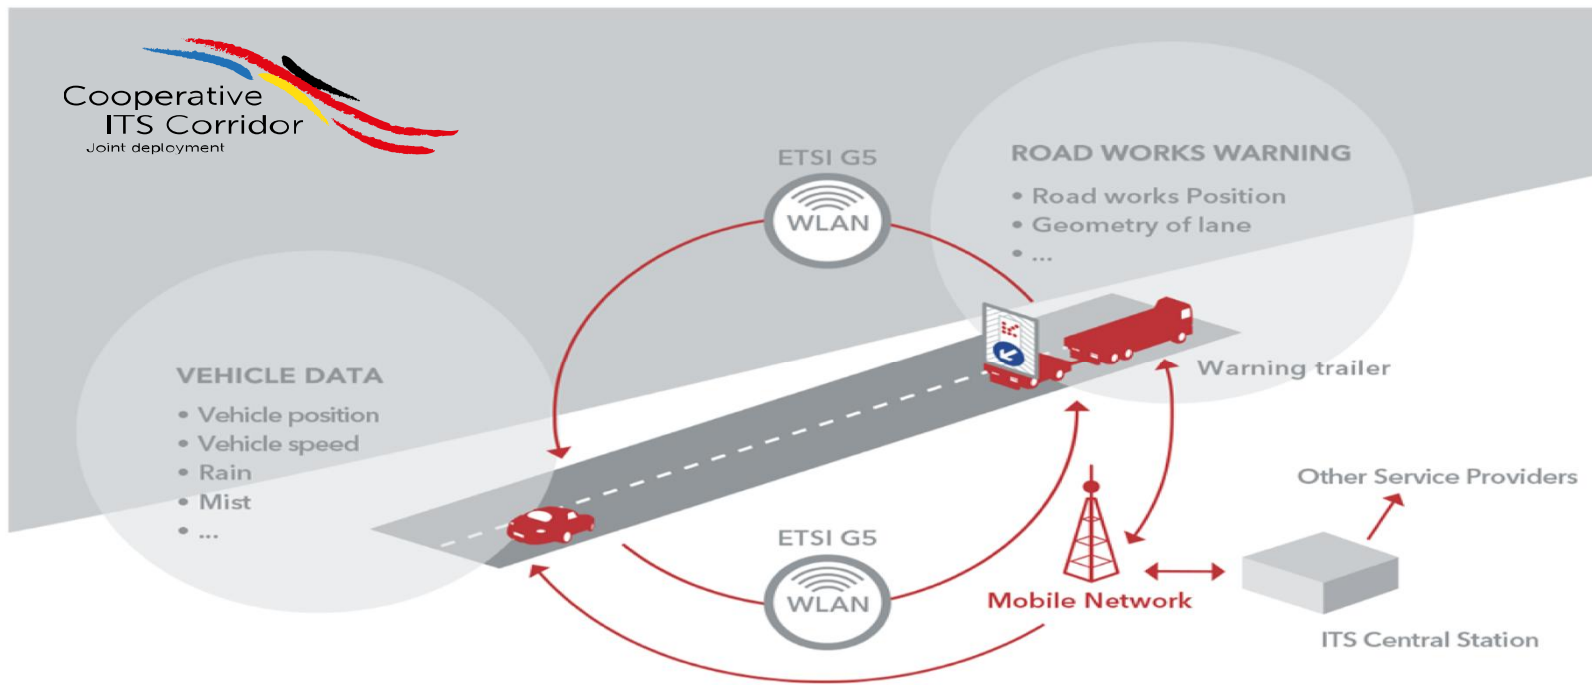 Cooperative
ITS Corridor
Joint deployment
ETSI G5
WLAN
ROAD WORKS WARNING
• Road works Position
• Geometry of lane
• ...
VEHICLE DATA
• Vehicle position
• Vehicle speed
• Rain
• Mist
• ...
Warning trailer
Other Service Providers
ETSI G5
WLAN
Mobile Network
ITS Central Station